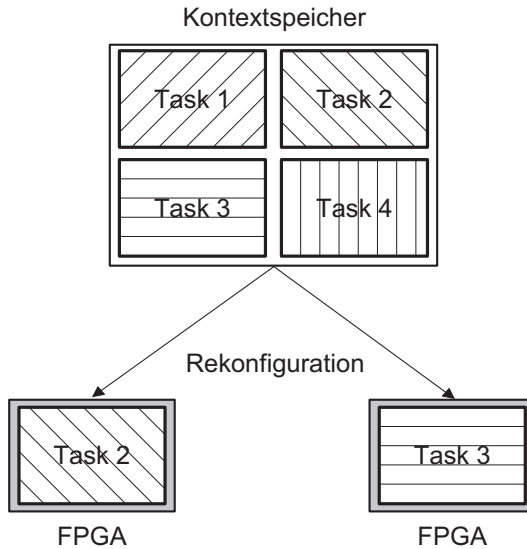 Kontextspeicher
Task 1
Task 2
Task 3
Task 4
Rekonfiguration
Task 2
Task 3
FPGA
FPGA